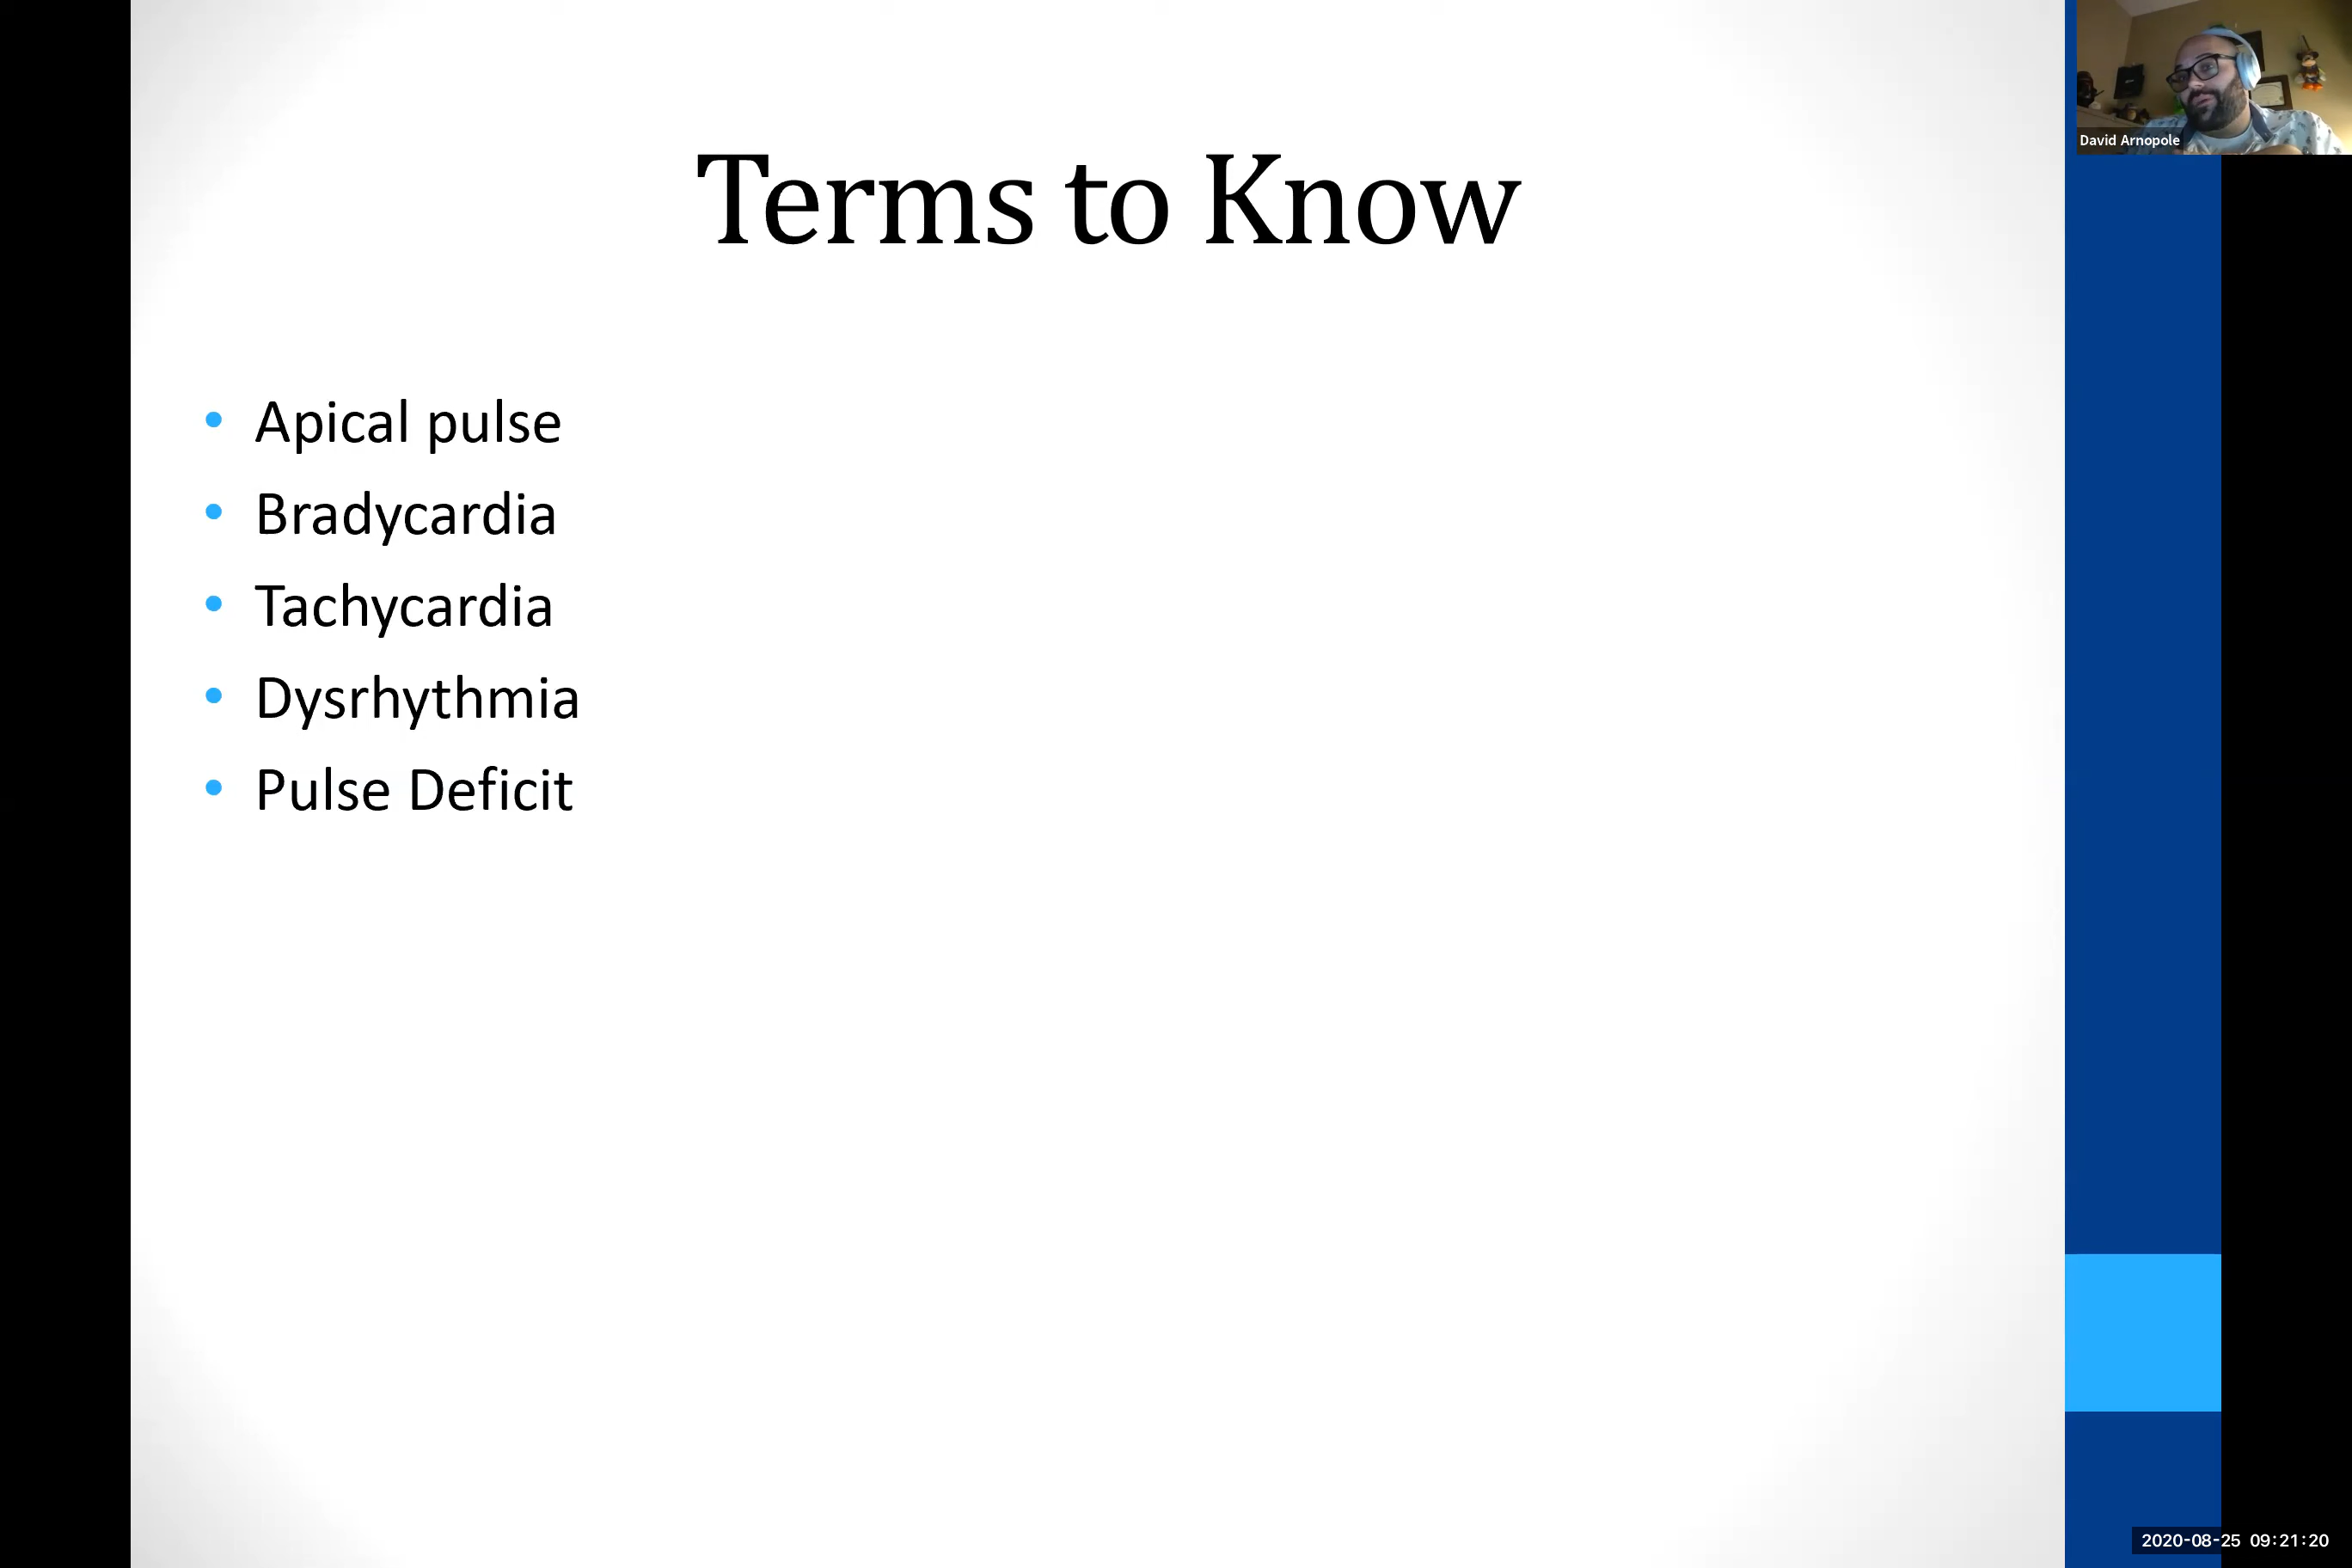 David Arnopole
Terms to Know
• Apical pulse
• Bradycardia
• Tachycardia
• Dysrhythmia
• Pulse Deficit
2020-08-25 09:21:20